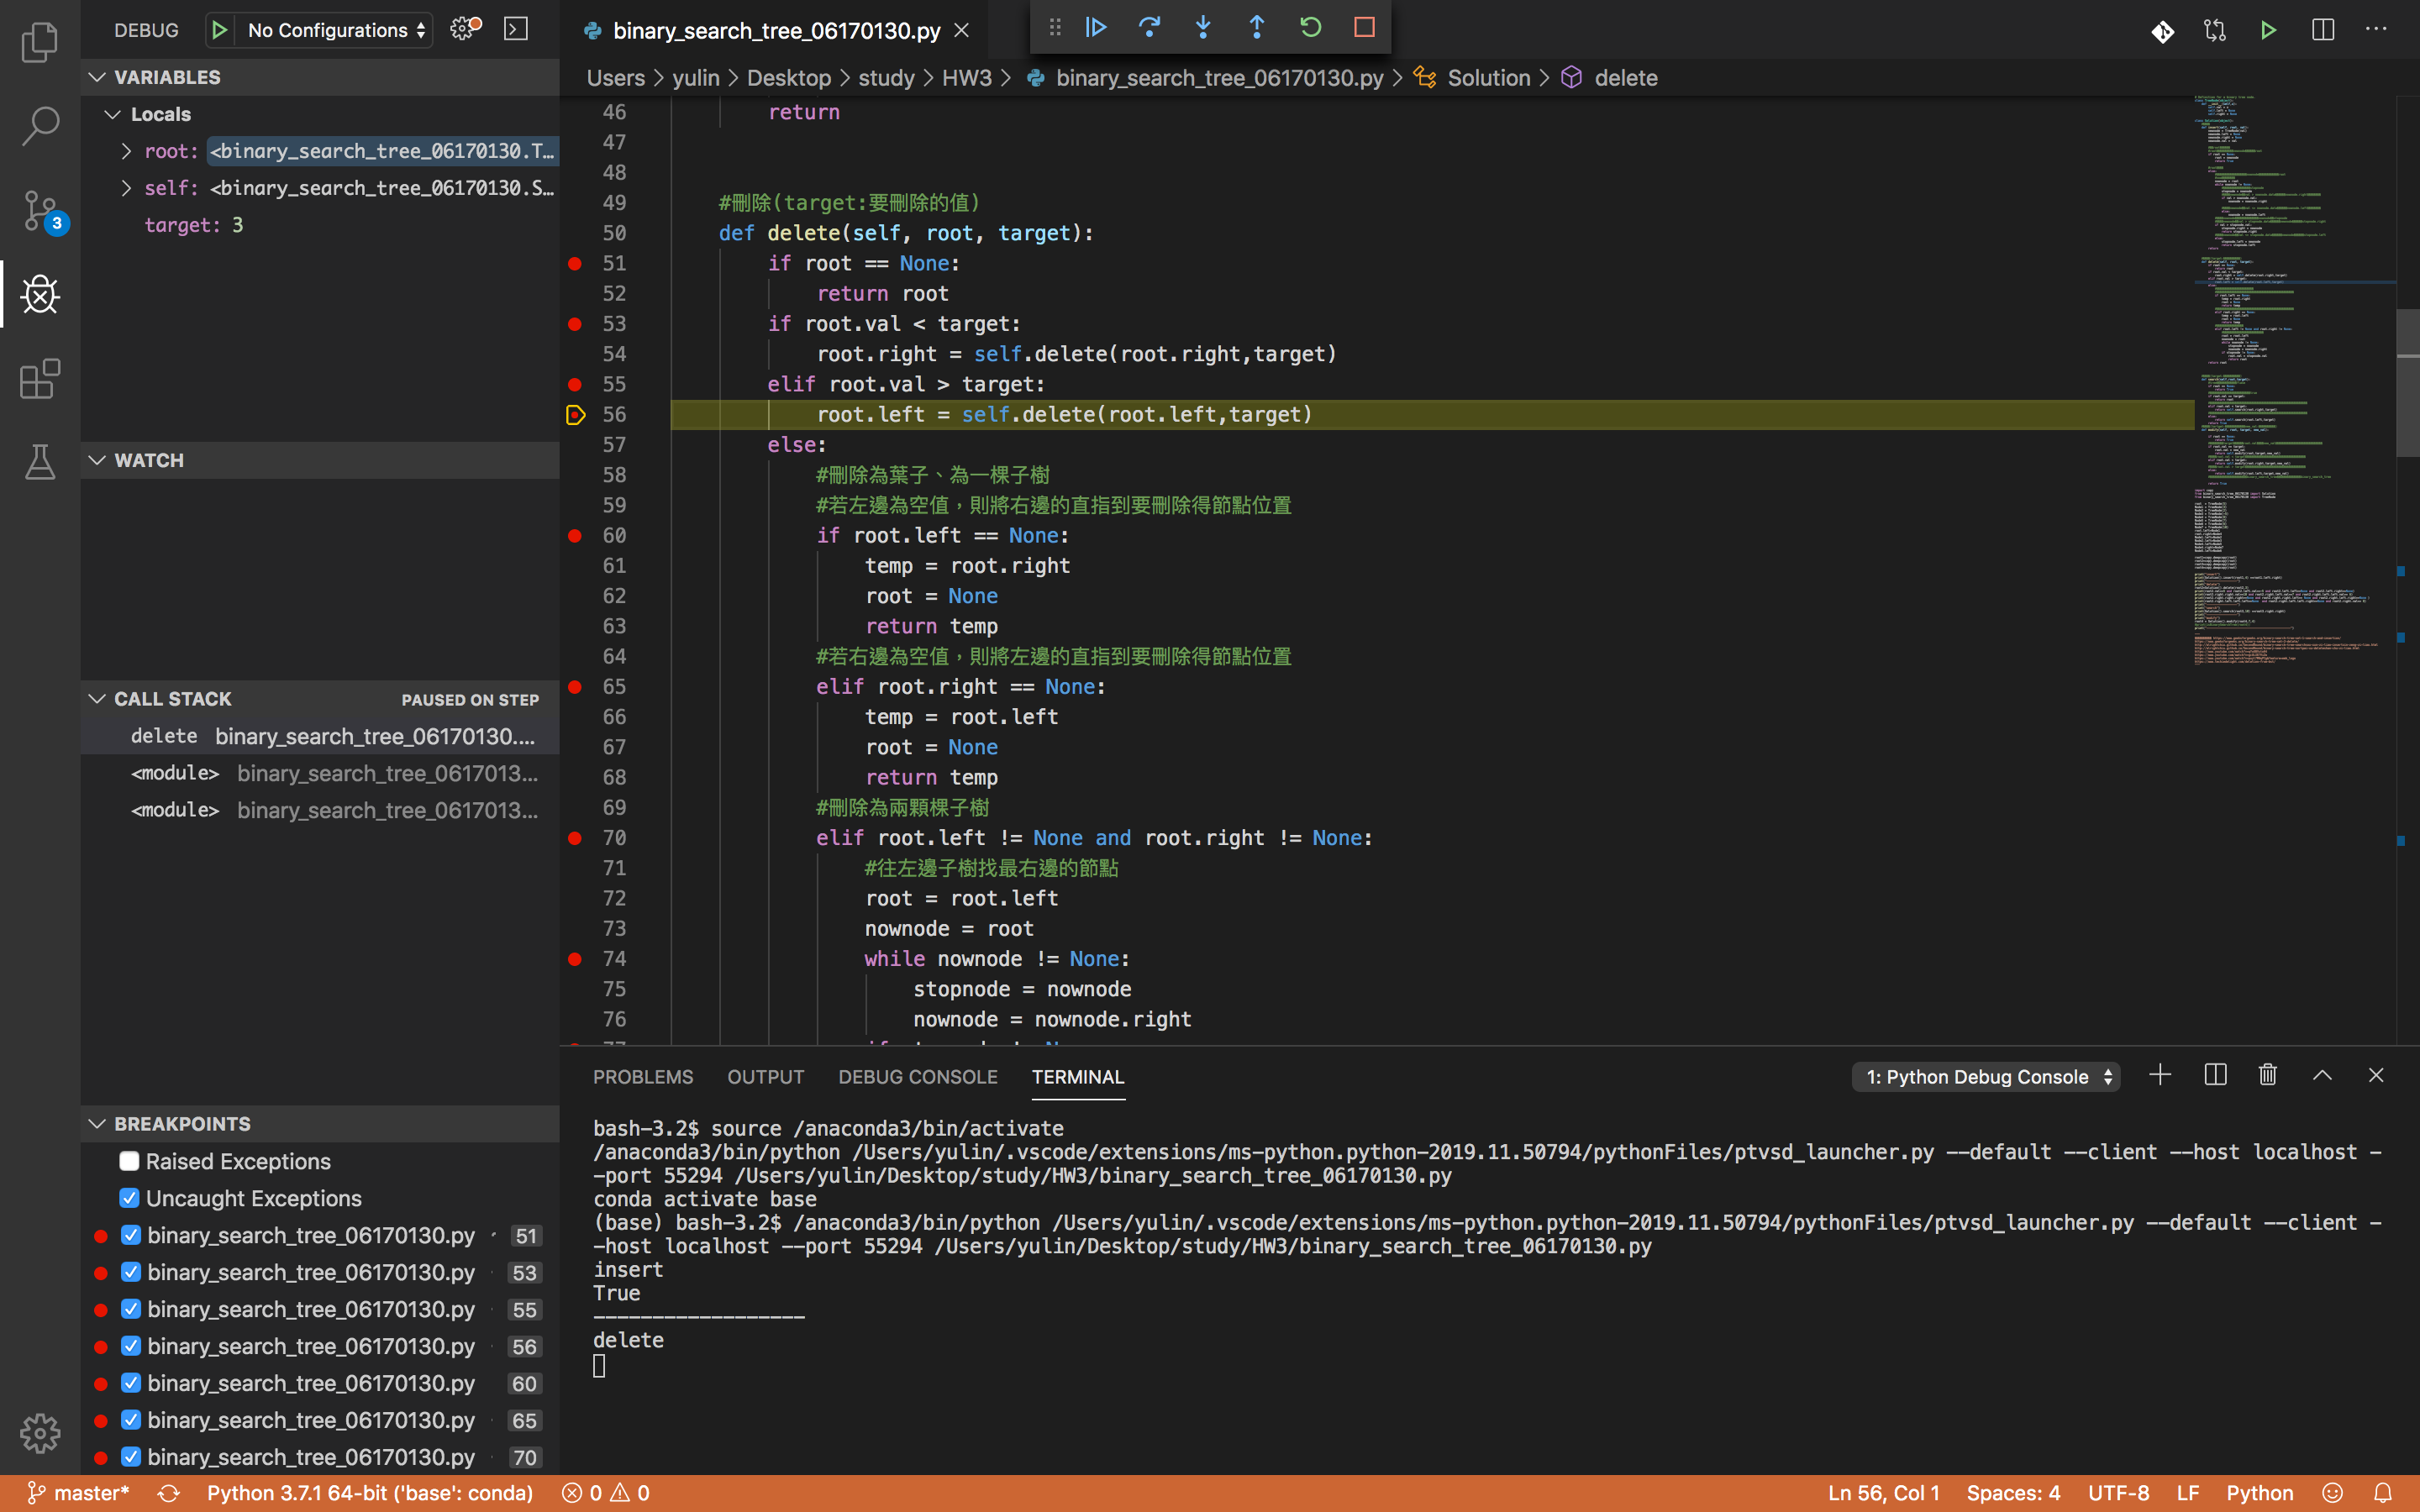 DEBUG
No Configurations
binary_search_tree_06170130.py
Users > yulin > Desktop > study > HW3 > binary_search_tree_06170130.py > Solution > delete
VARIABLES
Locals
root: <binary_search_tree_06170130.T…
self: <binary_search_tree_06170130.S…
target: 3
WATCH
CALL STACK
PAUSED ON STEP
delete binary_search_tree_06170130....
<module> binary_search_tree_0617013...
<module> binary_search_tree_0617013...
BREAKPOINTS
Raised Exceptions
Uncaught Exceptions
binary_search_tree_06170130.py 51
binary_search_tree_06170130.py 53
binary_search_tree_06170130.py 55
binary_search_tree_06170130.py 56
binary_search_tree_06170130.py 60
binary_search_tree_06170130.py 65
binary_search_tree_06170130.py 70
3
46 return
47
48
49 #刪除(target:要刪除的值)
50 def delete(self, root, target):
51 if root == None:
52 return root
53 if root.val < target:
54 root.right = self.delete(root.right,target)
55 elif root.val > target:
56 root.left = self.delete(root.left,target)
57 else:
58 #刪除為葉子、為一棵子樹
59 #若左邊為空值，則將右邊的直指到要刪除得節點位置
60 if root.left == None:
61 temp = root.right
62 root = None
63 return temp
64 #若右邊為空值，則將左邊的直指到要刪除得節點位置
65 elif root.right == None:
66 temp = root.left
67 root = None
68 return temp
69 #刪除為兩顆棵子樹
70 elif root.left != None and root.right != None:
71 #往左邊子樹找最右邊的節點
72 root = root.left
73 nownode = root
74 while nownode != None:
75 stopnode = nownode
76 nownode = nownode.right
PROBLEMS
OUTPUT
DEBUG CONSOLE
TERMINAL
1: Python Debug Console
bash-3.2$ source /anaconda3/bin/activate
/anaconda3/bin/python /Users/yulin/.vscode/extensions/ms-python.python-2019.11.50794/pythonFiles/ptvsd_launcher.py --default --client --host localhost -
-port 55294 /Users/yulin/Desktop/study/HW3/binary_search_tree_06170130.py
conda activate base
(base) bash-3.2$ /anaconda3/bin/python /Users/yulin/.vscode/extensions/ms-python.python-2019.11.50794/pythonFiles/ptvsd_launcher.py --default --client -
-host localhost --port 55294 /Users/yulin/Desktop/study/HW3/binary_search_tree_06170130.py
insert
True
------------------
delete
master*
Python 3.7.1 64-bit ('base': conda)
0
0
Ln 56, Col 1
Spaces: 4
UTF-8
LF
Python